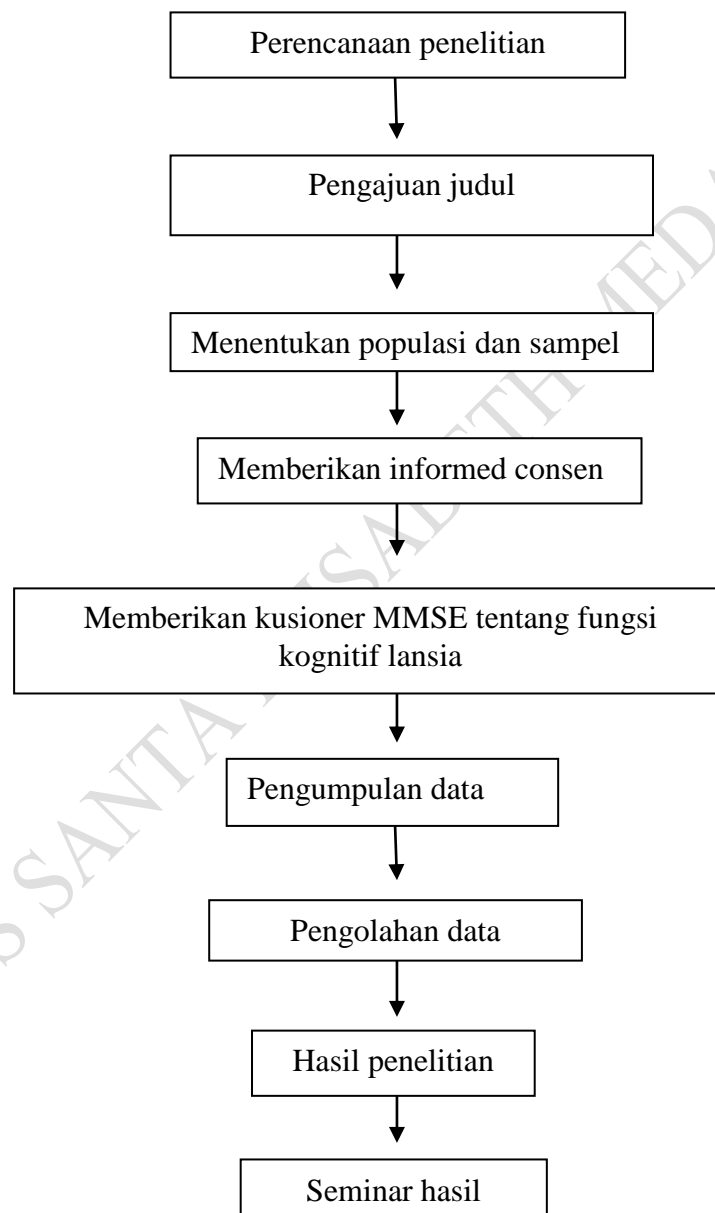 Perencanaan penelitian
Pengajuan judul
Menentukan populasi dan sampel
Memberikan informed consen
Memberikan kusioner MMSE tentang fungsi
kognitif lansia
Pengumpulan data
Pengolahan data
Hasil penelitian
Seminar hasil
S SANTA